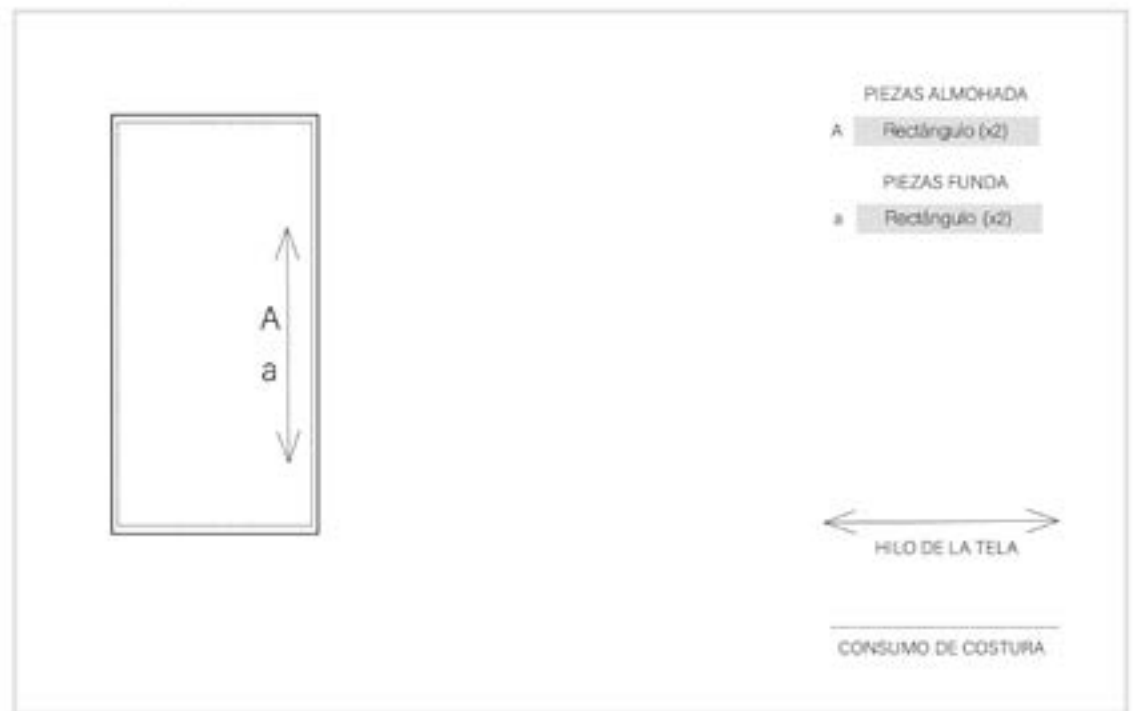 PIEZAS ALMOHADA
A Rectángulo (x2)
PIEZAS FUNDA
a Rectángulo (x2)
A
a
HILO DE LA TELA
CONSUMO DE COSTURA